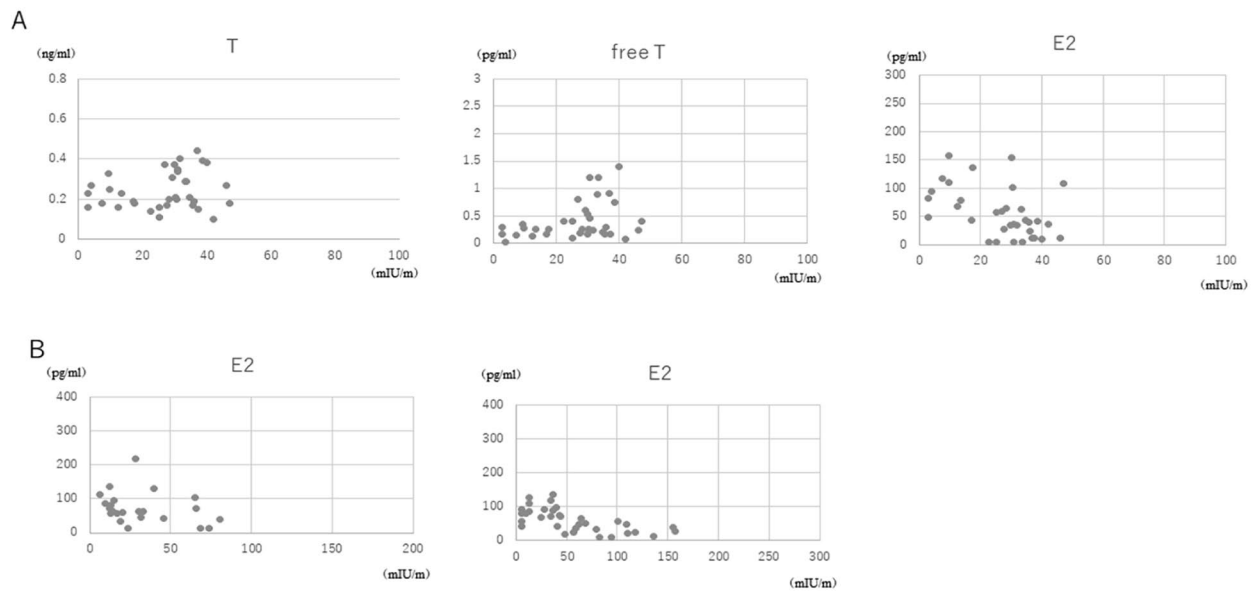 A
T
(ng/ml)
0.8
0.6
0.4
0.2
0
0 20 40 60 80 100
(mIU/m)
free T
(pg/ml)
3
2.5
2
1.5
1
0.5
0
0 20 40 60 80 100
(mIU/m)
E2
(pg/ml)
300
250
200
150
100
50
0
0 20 40 60 80 100
(mIU/m)
B
E2
(pg/ml)
400
300
200
100
0
0 50 100 150 200
(mIU/m)
E2
(pg/ml)
400
300
200
100
0
0 50 100 150 200 250 300
(mIU/m)